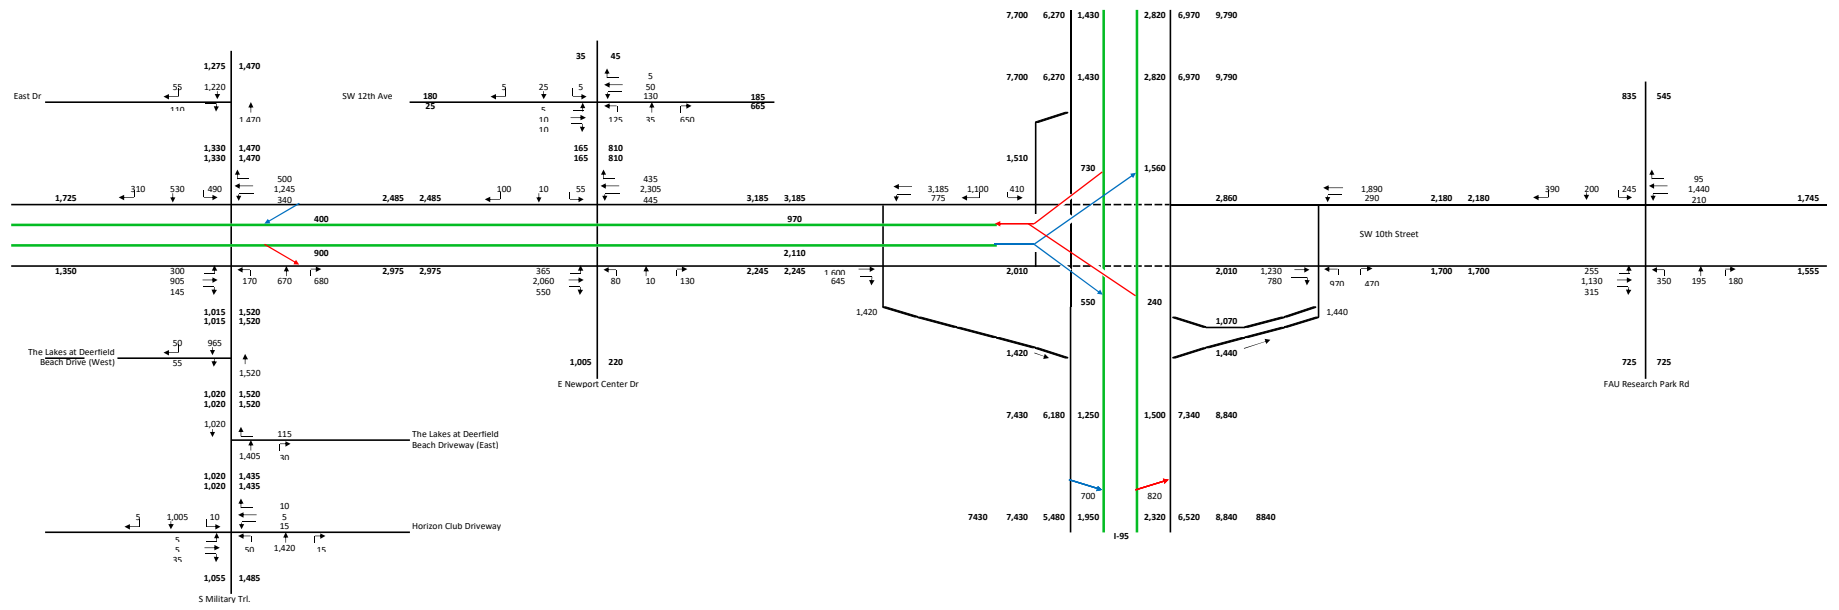 7,700 6,270 1,430 2,820 6,970 9,790
35 45
1,275 1,470
7,700 6,270 1,430 2,820 6,970 9,790
55 1,220
5 25 5
5
50
130
East Dr
SW 12th Ave 180 185
25 665
835 545
110 1,470
5
10
10
125 35 650
1,330 1,470
1,330 1,470
165 810
165 810
1,510
730 1,560
310 530 490
500
1,245
340
100 10 55
435
2,305
445
3,185
775
1,100 410
1,890
290
390 200 245
95
1,440
210
1,725 2,485 2,485 3,185 3,185 2,860 2,180 2,180 1,745
400 970
SW 10th Street
900 2,110
1,350 2,975 2,975 2,245 2,245 2,010 2,010 1,700 1,700 1,555
300
905
145
170 670 680
365
2,060
550
80 10 130
1,600
645
1,230
780
970 470
255
1,130
315
350 195 180
550 240
1,015 1,520
1,015 1,520
1,420 1,070 1,440
50 965
The Lakes at Deerfield
Beach Drive (West)
55
1,520
1,420 1,440
1,005 220
725 725
E Newport Center Dr
FAU Research Park Rd
1,020 1,520
1,020 1,520
7,430 6,180 1,250 1,500 7,340 8,840
1,020
115
The Lakes at Deerfield
Beach Driveway (East)
1,405 30
1,020 1,435
1,020 1,435
700 820
5 1,005 10
10
5
15
7430 7,430 5,480 1,950 2,320 6,520 8,840 8840
Horizon Club Driveway
I-95
5
5
35
50 1,420 15
1,055 1,485
S Military Trl.